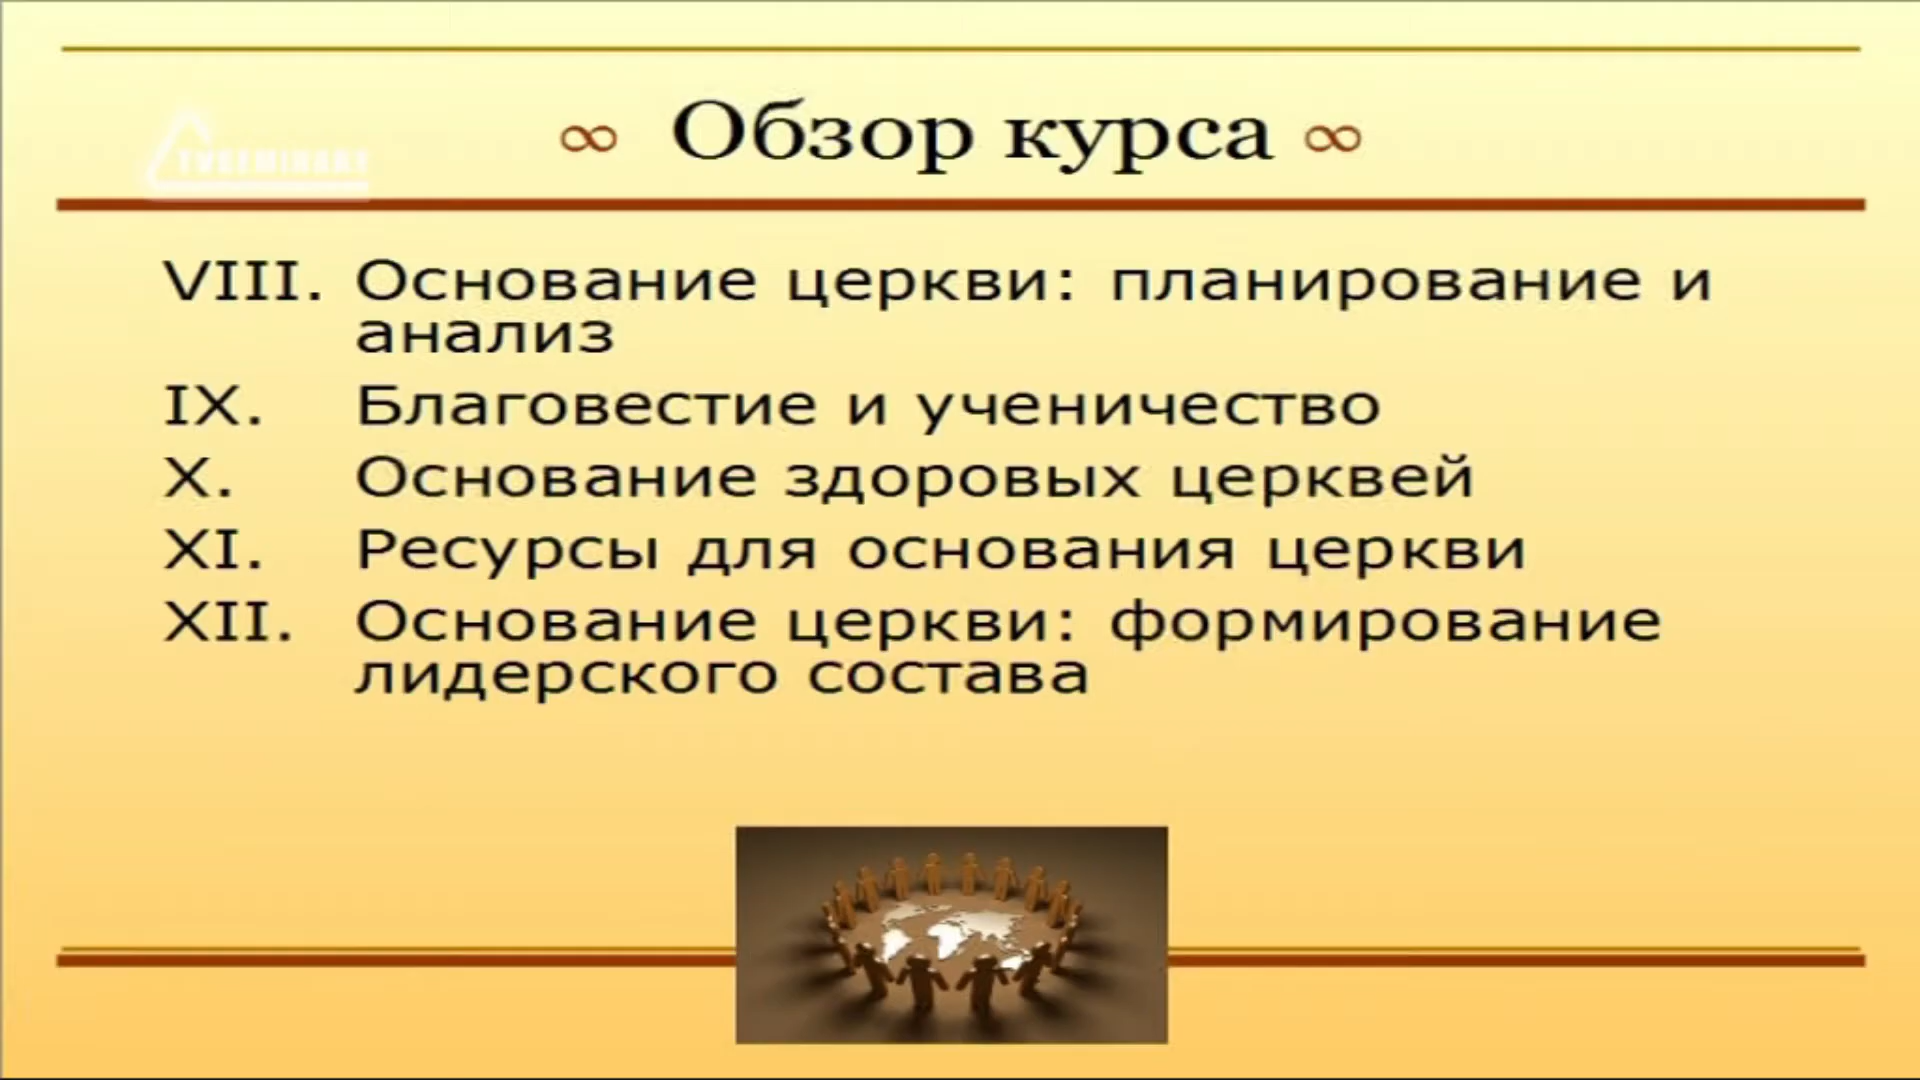 TVSEMINARY
∞ Обзор курса ∞
VIII. Основание церкви: планирование и
анализ
IX. Благовестие и ученичество
X. Основание здоровых церквей
XI. Ресурсы для основания церкви
XII. Основание церкви: формирование
лидерского состава